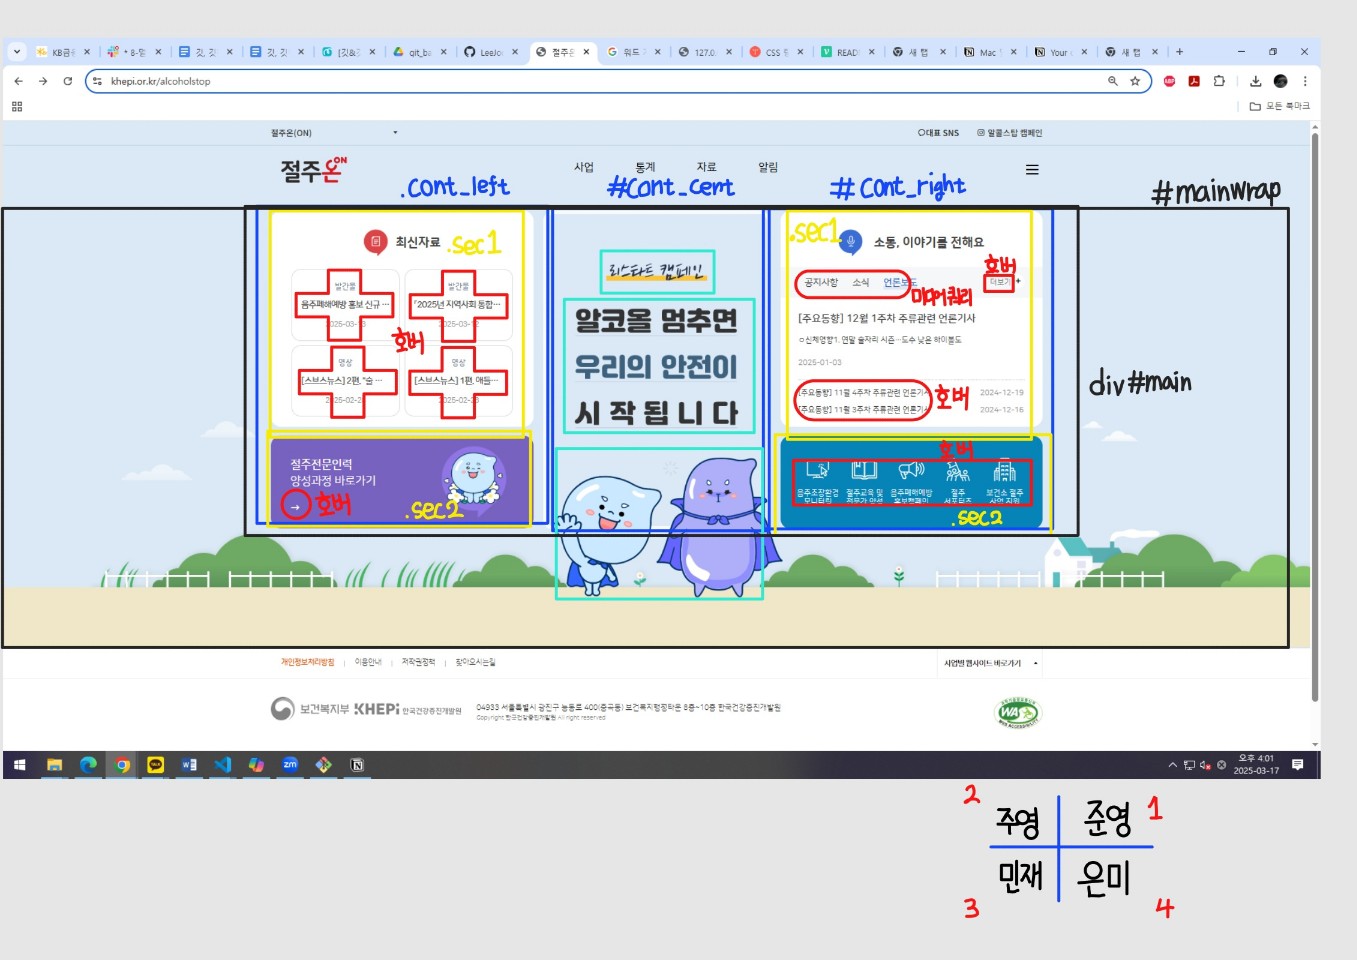 KB금
* 8-밑
깃, 깃
깃, 깃
[깃&
git_ba
LeeJo
절주온
워드
127.0.
CSS
READ
새 탭
Mac
Your
새 탭
khepi.or.kr/alcoholstop
모든 북마크
절주온(ON)
대표 SNS
알콜스탑 캠페인
절주온ON
사업 통계 자료 알림
.cont_left
#cont_cent
# cont_right
#mainwrap
최신자료
.sec1
발간물
음주폐해예방 홍보 신규 ...
발간물
「2025년 지역사회 통합...
호버
영상
[스브스뉴스] 2편. "술 ...
영상
[스브스뉴스] 1편.
절주전문인력
양성과정 바로가기
→
호버
.sec2
리스타트 캠페인
알코올 멈추면
우리의 안전이
시작됩니다
.sec1
소통, 이야기를 전해요
호버
공지사항 소식 언론보도
더보기 +
미디어쿼리
[주요동향] 12월 1주차 주류관련 언론기사
ㅇ신체영향1. 연말 술자리 시즌…도수 낮은 하이볼도
2025-01-03
[주요동향] 11월 4주차 주류관련 언론기사 2024-12-19
[주요동향] 11월 3주차 주류관련 언론기사 2024-12-16
호버
호버
음주조장환경
모니터링
절주교육 및
전문가 양성
음주폐해예방
홍보캠페인
절주
서포터즈
보건소 절주
사업 지원
.sec2
div#main
개인정보처리방침 | 이용안내 | 저작권정책 | 찾아오시는길
사업별 웹사이트 바로가기
보건복지부 KHEPI 한국건강증진개발원
04933 서울특별시 광진구 능동로 400(중곡동) 보건복지행정타운 8층~10층 한국건강증진개발원
Copyright 한국건강증진개발원 All right reserved
WA
WEB ACCESSIBILITY
오후 4:01
2025-03-17
2 주영 준영 1
3 민재 은미 4